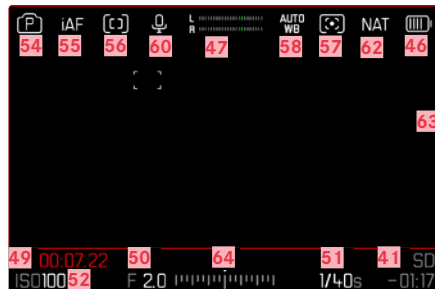 P iAF L R AUTO WB NAT
54 55 56 60 47 58 57 62 46
63
49 00:07.22 50 64 51 41 SD
ISO100 52 F 2.0 1/40s −01:17